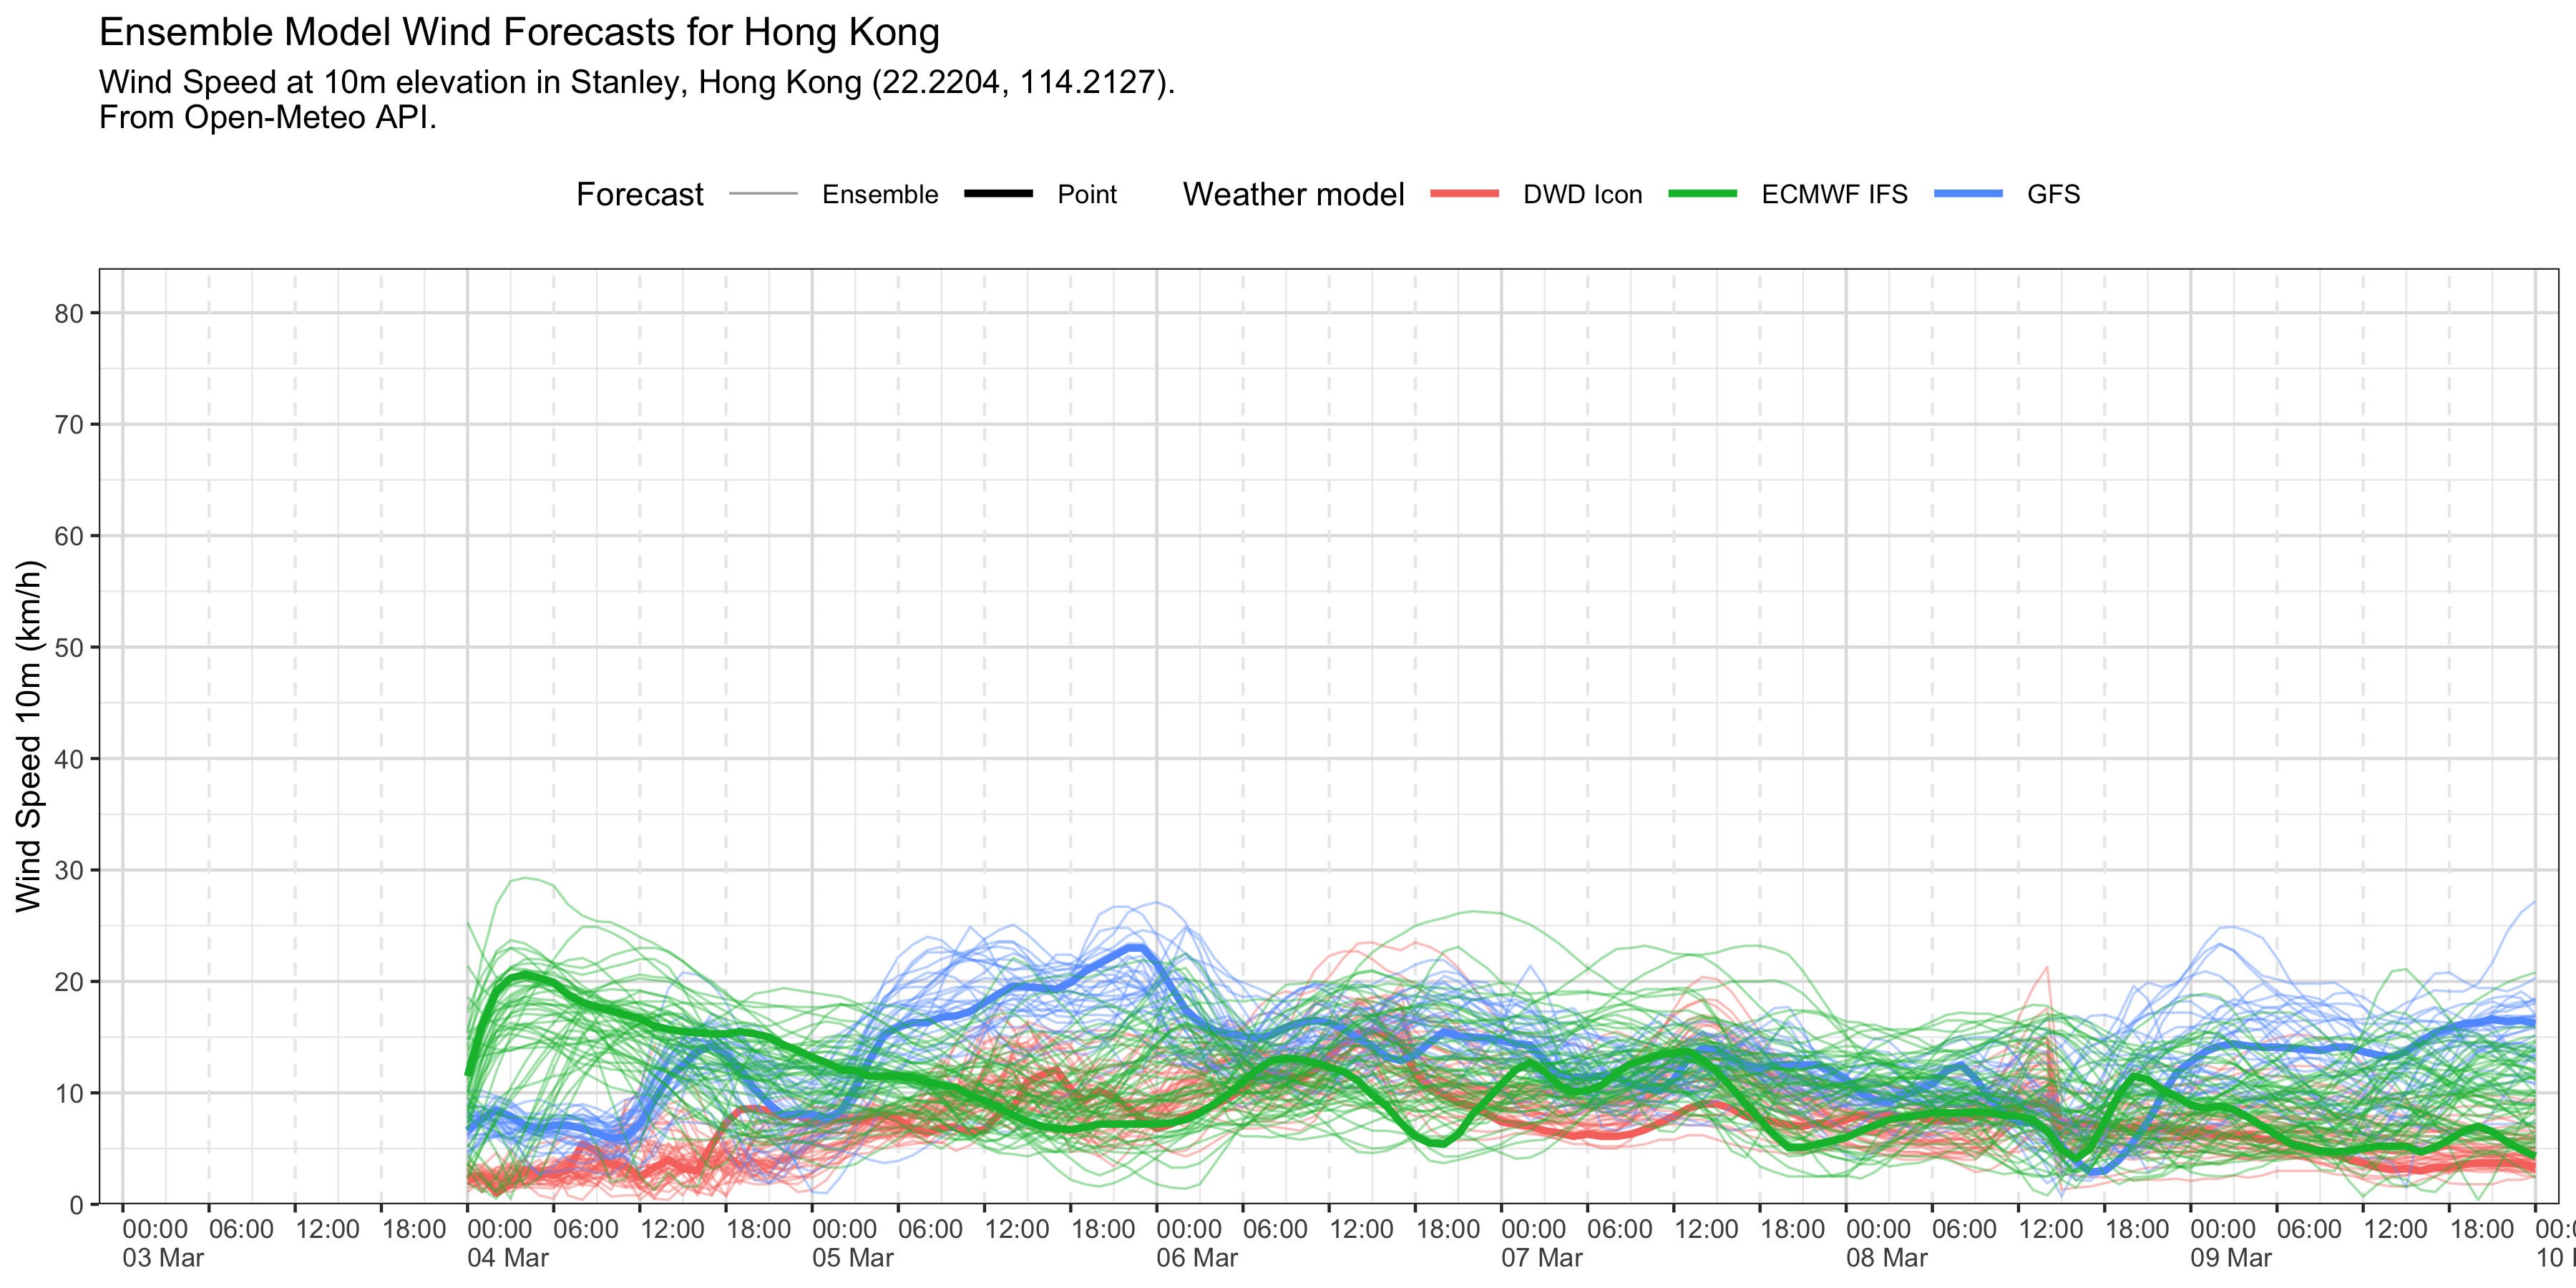 Ensemble Model Wind Forecasts for Hong Kong
Wind Speed at 10m elevation in Stanley, Hong Kong (22.2204, 114.2127).
From Open-Meteo API.
Forecast Ensemble Point Weather model DWD Icon ECMWF IFS GFS
Wind Speed 10m (km/h)
80
70
60
50
40
30
20
10
0
00:00 06:00 12:00 18:00 00:00 06:00 12:00 18:00 00:00 06:00 12:00 18:00 00:00 06:00 12:00 18:00 00:00 06:00 12:00 18:00 00:00 06:00 12:00 18:00 00:00 06:00 12:00 18:00
03 Mar 04 Mar 05 Mar 06 Mar 07 Mar 08 Mar 09 Mar 10